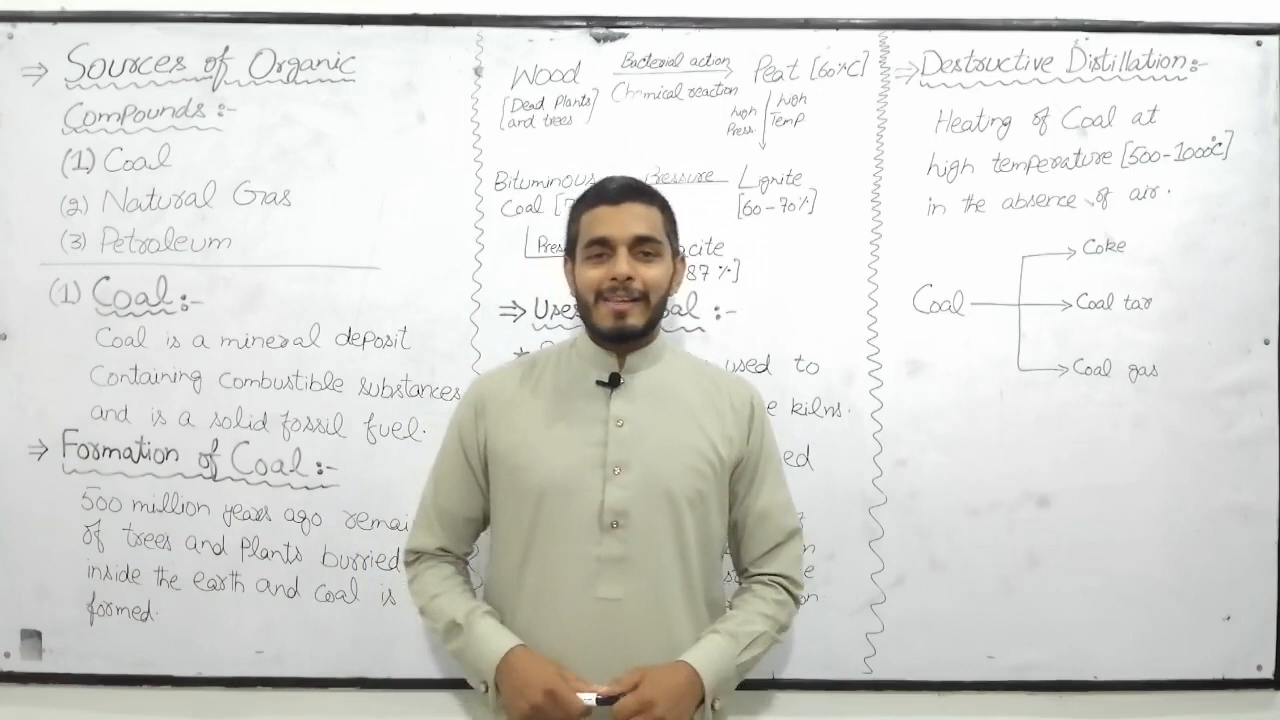 ⇒ Sources of Organic
Compounds :-
(1) Coal
(2) Natural Gas
(3) Petroleum
(1) Coal:-
Coal is a mineral deposit
Containing combustible substances
and is a solid fossil fuel.
⇒ Formation of Coal:-
500 million years ago
of trees and Plants burried
inside the earth and coal is
formed.
Wood Bacterial action Peat [60%C]
[Dead Plants Chemical reaction
and trees]
high high
Press. Temp
Bituminous Pressure Lignite
Coal [60-70%]
87%]
⇒ Uses :-
used to
kilns.
⇒ Destructive Distillation:-
Heating of Coal at
high temperature [500-1000°C]
in the absence of air.
Coke
Coal Coal tar
Coal gas